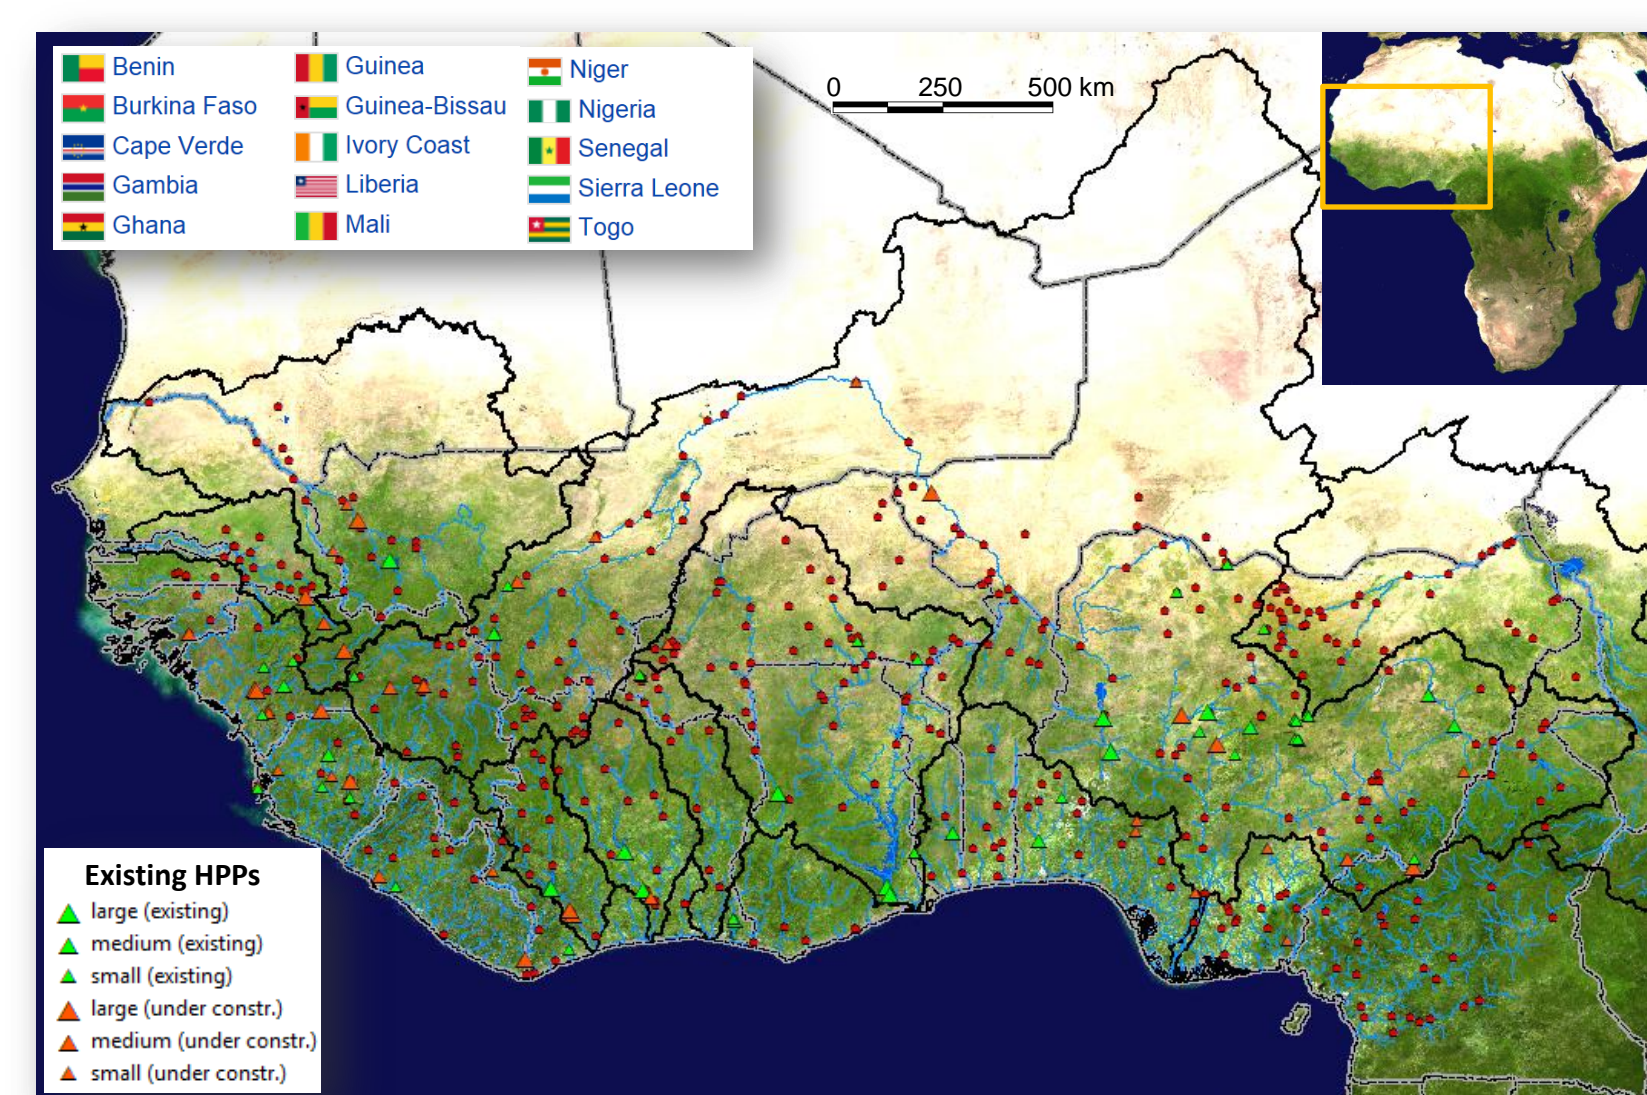 Benin
Burkina Faso
Cape Verde
Gambia
Ghana
Guinea
Guinea-Bissau
Ivory Coast
Liberia
Mali
Niger
Nigeria
Senegal
Sierra Leone
Togo
0 250 500 km
Existing HPPs
large (existing)
medium (existing)
small (existing)
large (under constr.)
medium (under constr.)
small (under constr.)